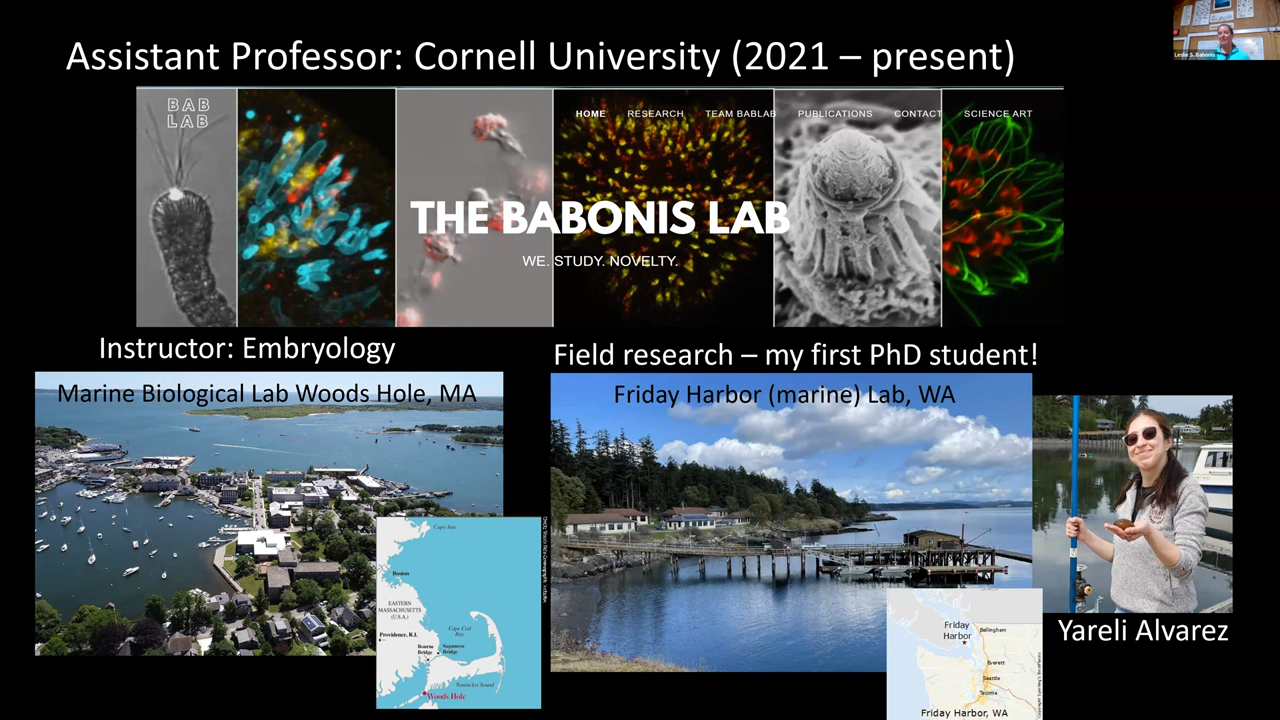 Assistant Professor: Cornell University (2021 – present)
Leslie S. Babonis
BAB
LAB
HOME RESEARCH TEAM BABLAB PUBLICATIONS CONTACT SCIENCE ART
THE BABONIS LAB
WE. STUDY. NOVELTY.
Instructor: Embryology
Marine Biological Lab Woods Hole, MA
Cape Ann
Boston
EASTERN
MASSACHUSETTS
(U.S.A.)
Cape Cod
Bay
Providence, R.I.
Bourne
Bridge
Sagamore
Bridge
Nantucket Sound
Woods Hole
Field research – my first PhD student!
Friday Harbor (marine) Lab, WA
Friday
Harbor
Bellingham
Everett
Seattle
Tacoma
Friday Harbor, WA
Yareli Alvarez